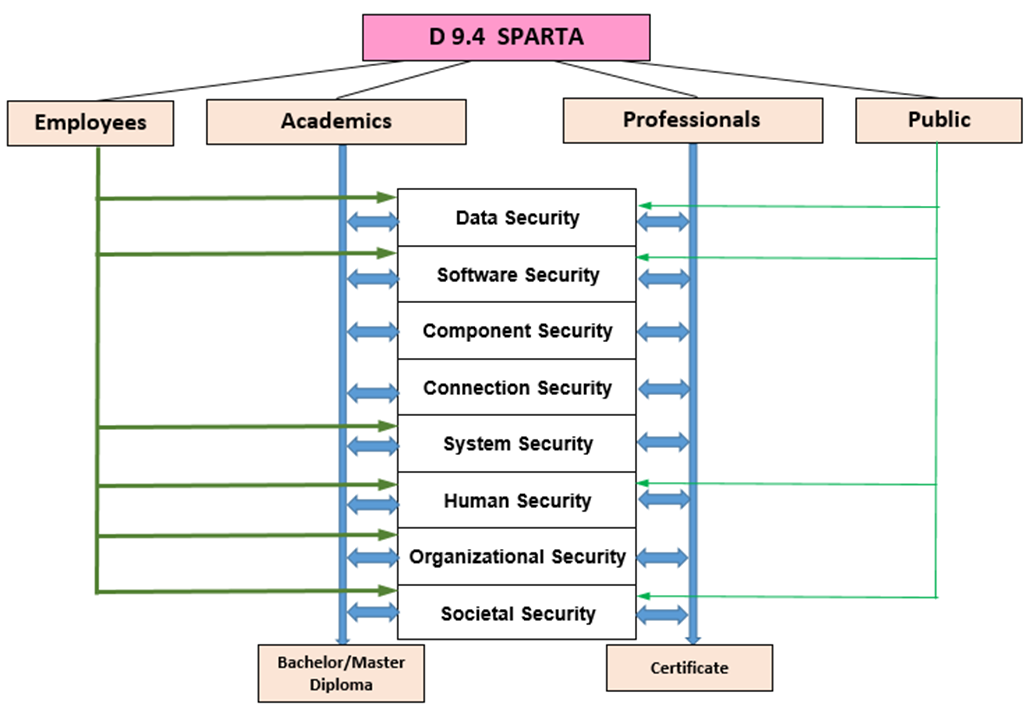 D 9.4 SPARTA
Employees
Academics
Professionals
Public
Data Security
Software Security
Component Security
Connection Security
System Security
Human Security
Organizational Security
Societal Security
Bachelor/Master
Diploma
Certificate